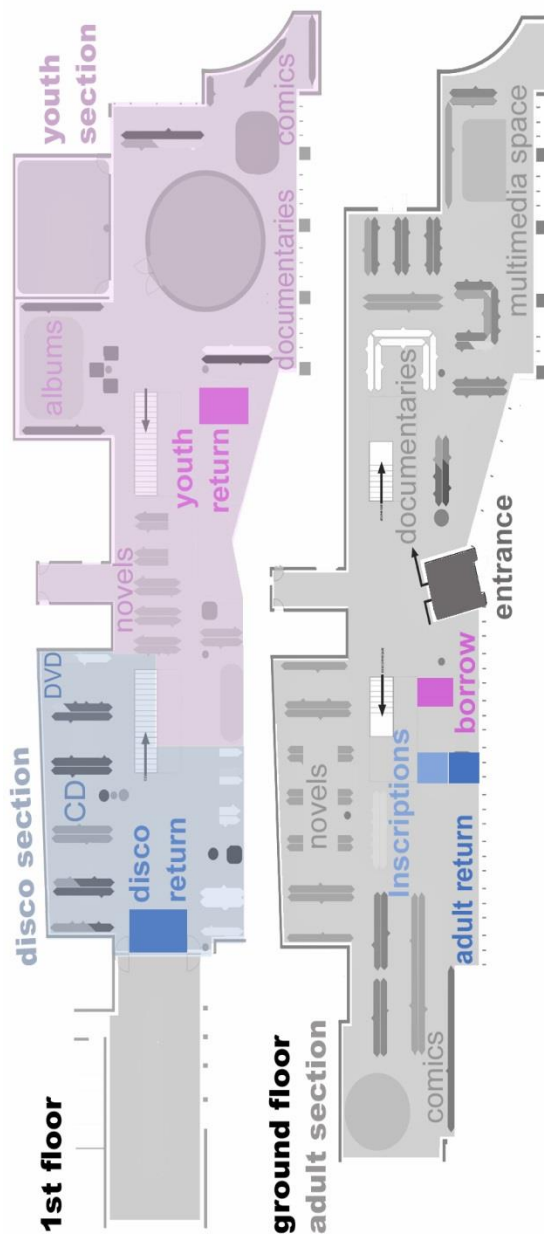 1st floor
disco section
youth section
DVD
CD
albums
novels
disco
return
youth
return
documentaries
comics
ground floor
adult section
novels
documentaries
multimedia space
inscriptions
borrow
entrance
adult return
comics